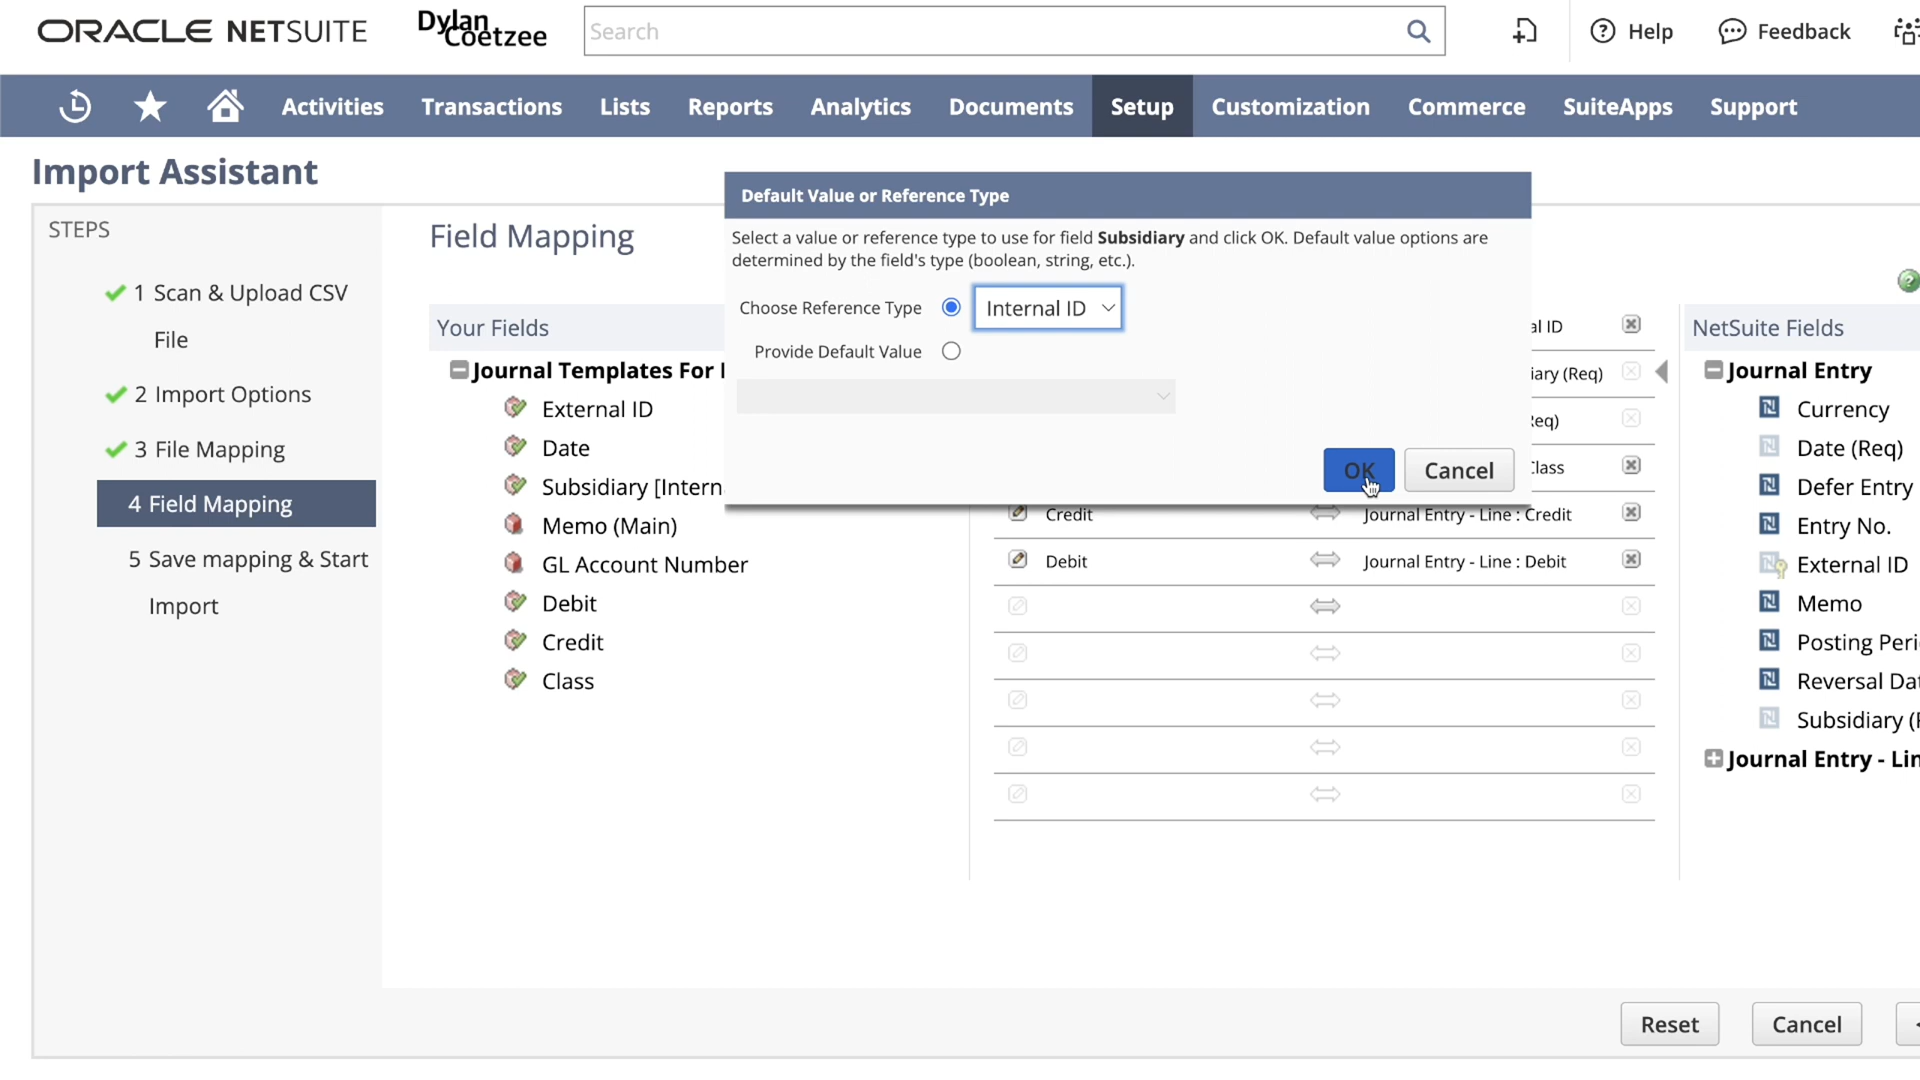 ORACLE NETSUITE
Dylan
Coetzee
Search
Help
Feedback
Activities
Transactions
Lists
Reports
Analytics
Documents
Setup
Customization
Commerce
SuiteApps
Support
Import Assistant
STEPS
1 Scan & Upload CSV
File
2 Import Options
3 File Mapping
4 Field Mapping
5 Save mapping & Start
Import
Field Mapping
Default Value or Reference Type
Select a value or reference type to use for field Subsidiary and click OK. Default value options are
determined by the field's type (boolean, string, etc.).
Choose Reference Type
Internal ID
Provide Default Value
OK
Cancel
Your Fields
Journal Templates For
External ID
Date
Subsidiary [Intern
Memo (Main)
GL Account Number
Debit
Credit
Class
al ID
iary (Req)
Req)
lass
Credit
Journal Entry - Line : Credit
Debit
Journal Entry - Line : Debit
NetSuite Fields
Journal Entry
Currency
Date (Req)
Defer Entry
Entry No.
External ID
Memo
Posting Peri
Reversal Dat
Subsidiary (R
Journal Entry - Lin
Reset
Cancel